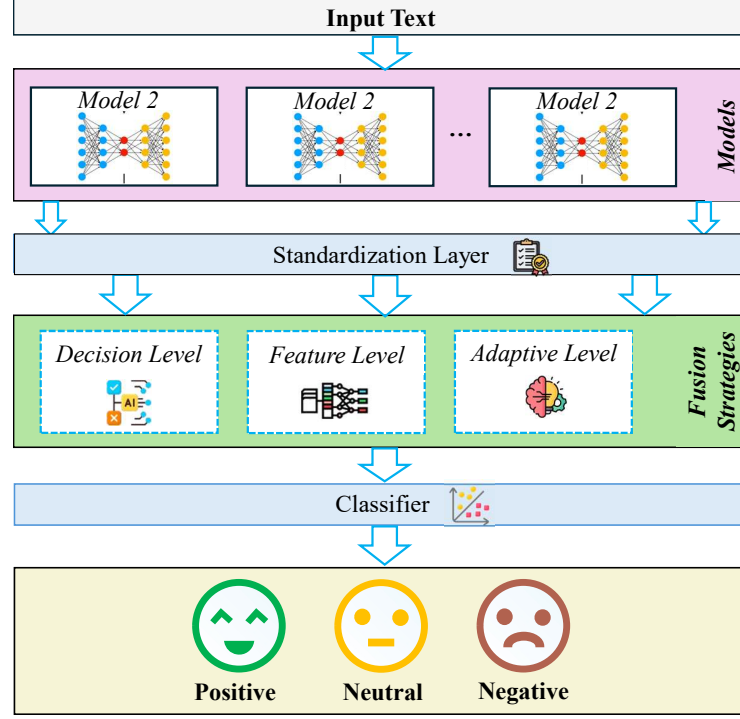 Input Text
Model 2
Model 2
...
Model 2
Models
Standardization Layer
Decision Level
Feature Level
Adaptive Level
AI
Fusion
Strategies
Classifier
Positive
Neutral
Negative